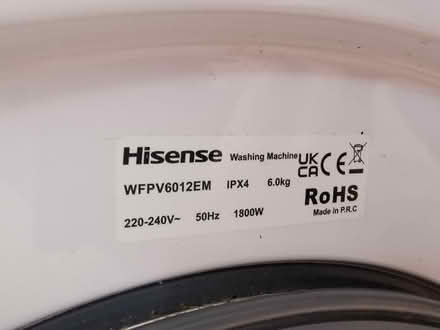 Hisense Washing Machine UK CA CE
WFPV6012EM IPX4 6.0kg RoHS
220-240V~ 50Hz 1800W Made in P.R.C